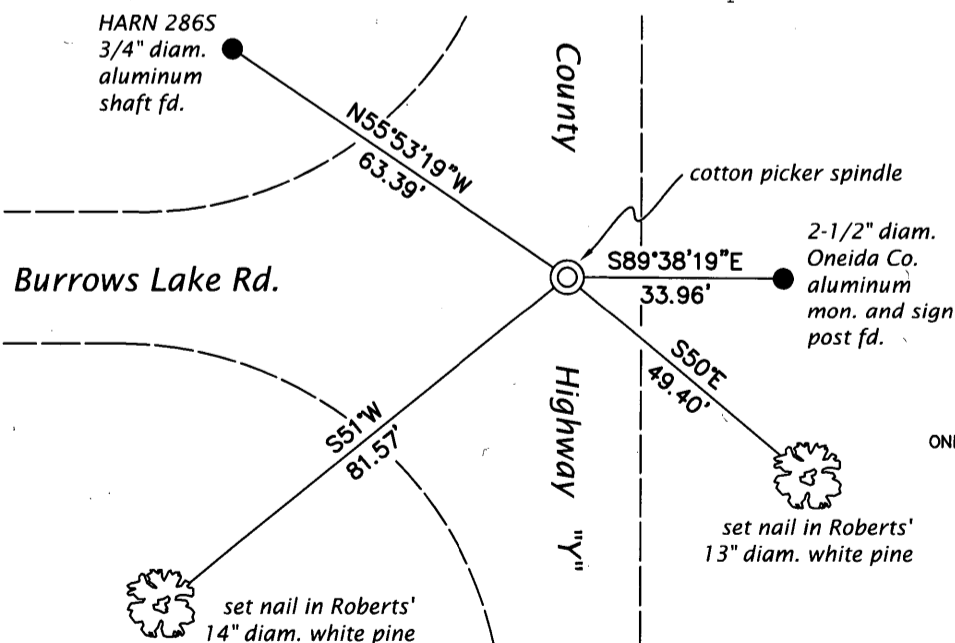 HARN 286S
3/4" diam.
aluminum
shaft fd.
N55°53'19"W
63.39'
County
cotton picker spindle
2-1/2" diam.
Oneida Co.
aluminum
mon. and sign
post fd.
S89°38'19"E
33.96'
Burrows Lake Rd.
S50°E
49.40'
S51°W
81.57'
Highway "Y"
set nail in Roberts'
13" diam. white pine
set nail in Roberts'
14" diam. white pine